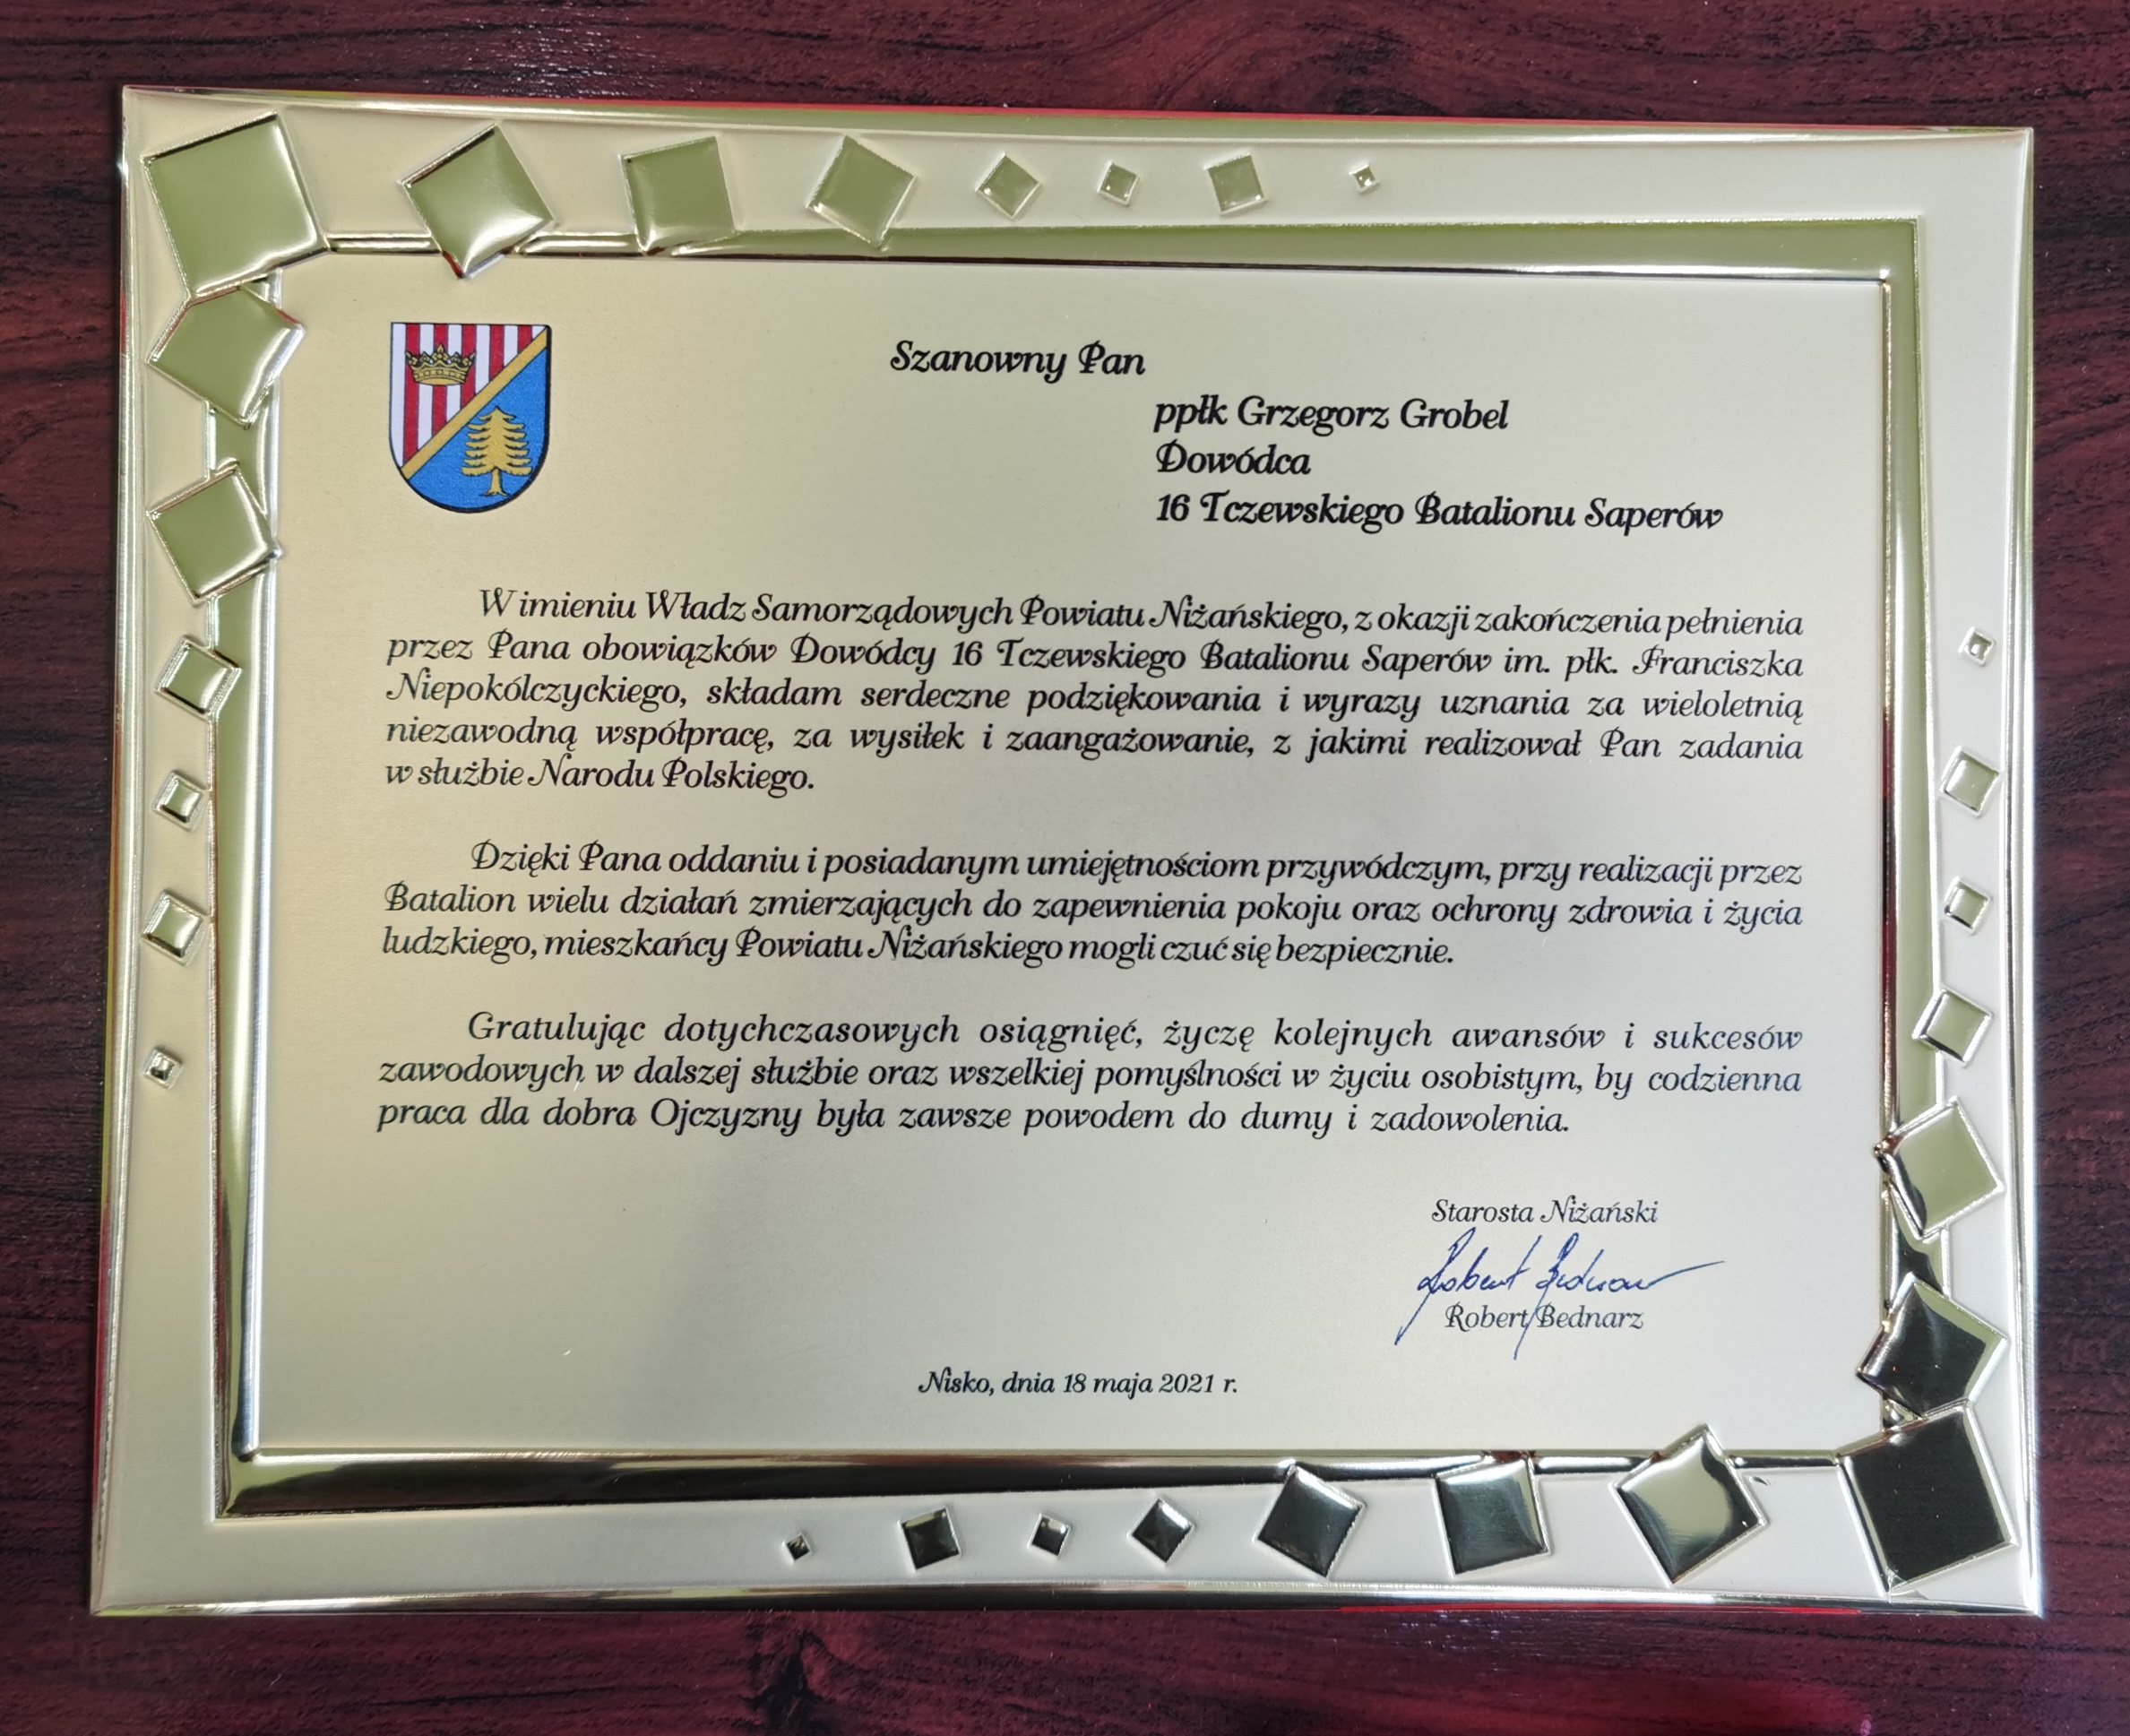 Szanowny Pan
ppłk Grzegorz Grobel
Dowódca
16 Tczewskiego Batalionu Saperów
W imieniu Władz Samorządowych Powiatu Niżańskiego, z okazji zakończenia pełnienia
przez Pana obowiązków Dowódcy 16 Tczewskiego Batalionu Saperów im. płk. Franciszka
Niepokólczyckiego, składam serdeczne podziękowania i wyrazy uznania za wieloletnią
niezawodną współpracę, za wysiłek i zaangażowanie, z jakimi realizował Pan zadania
w służbie Narodu Polskiego.
Dzięki Pana oddaniu i posiadanym umiejętnościom przywódczym, przy realizacji przez
Batalion wielu działań zmierzających do zapewnienia pokoju oraz ochrony zdrowia i życia
ludzkiego, mieszkańcy Powiatu Niżańskiego mogli czuć się bezpiecznie.
Gratulując dotychczasowych osiągnięć, życzę kolejnych awansów i sukcesów
zawodowych w dalszej służbie oraz wszelkiej pomyślności w życiu osobistym, by codzienna
praca dla dobra Ojczyzny była zawsze powodem do dumy i zadowolenia.
Starosta Niżański
Robert Bednarz
Robert Bednarz
Nisko, dnia 18 maja 2021 r.